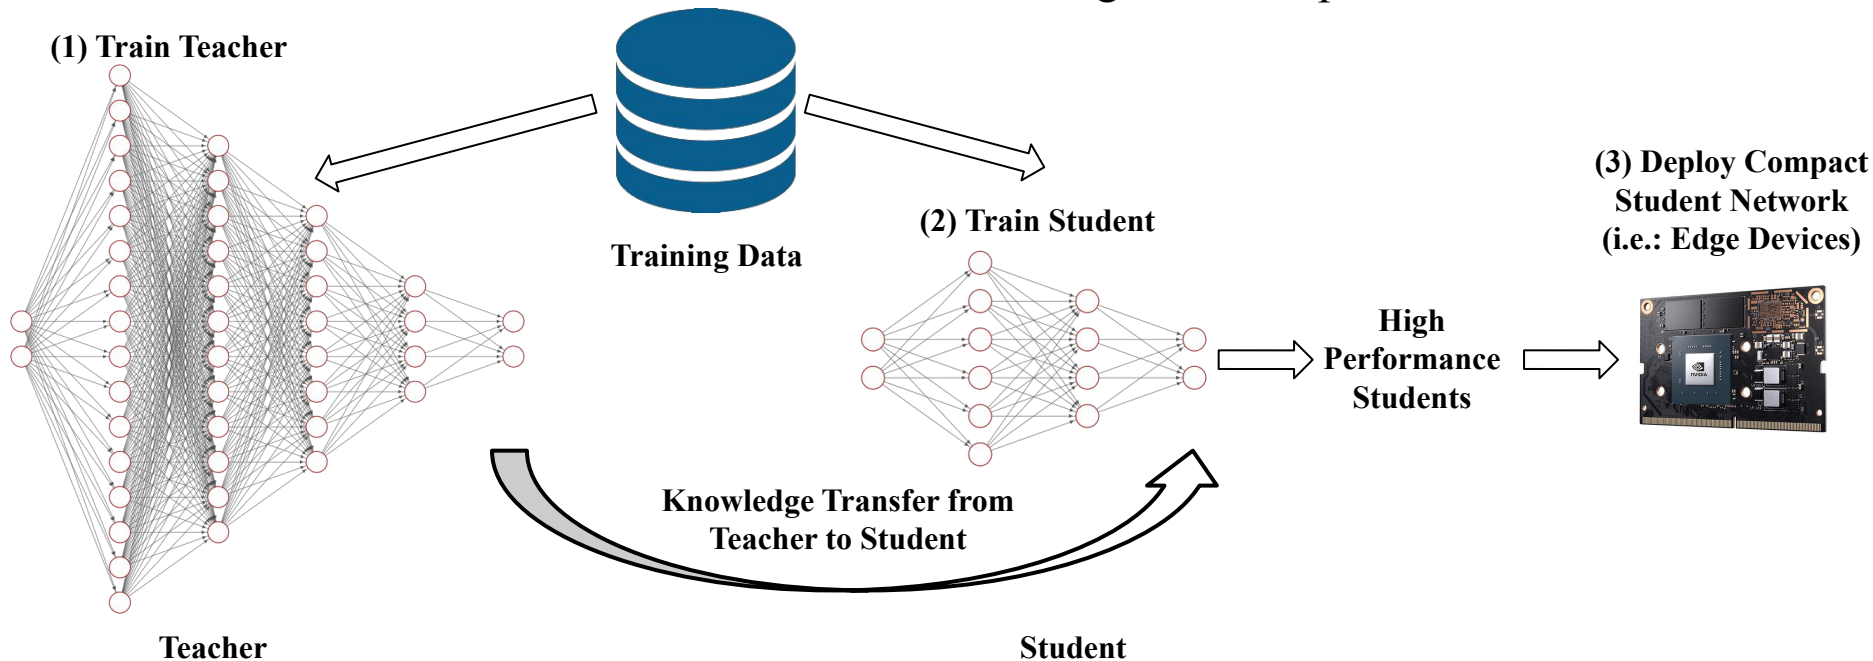 (1) Train Teacher
Training Data
(2) Train Student
(3) Deploy Compact
Student Network
(i.e.: Edge Devices)
High
Performance
Students
NVIDIA
Knowledge Transfer from
Teacher to Student
Teacher
Student